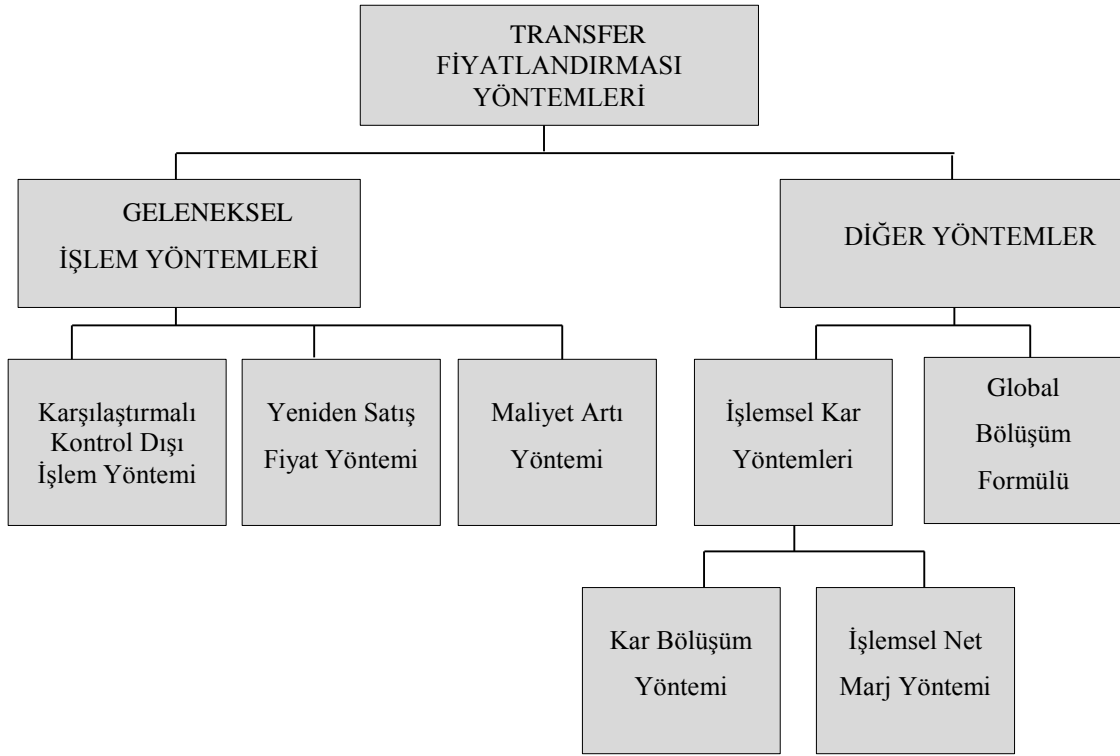 TRANSFER
FİYATLANDIRMASI
YÖNTEMLERİ
GELENEKSEL
İŞLEM YÖNTEMLERİ
DİĞER YÖNTEMLER
Karşılaştırmalı
Kontrol Dışı
İşlem Yöntemi
Yeniden Satış
Fiyat Yöntemi
Maliyet Artı
Yöntemi
İşlemsel Kar
Yöntemleri
Global
Bölüşüm
Formülü
Kar Bölüşüm
Yöntemi
İşlemsel Net
Marj Yöntemi